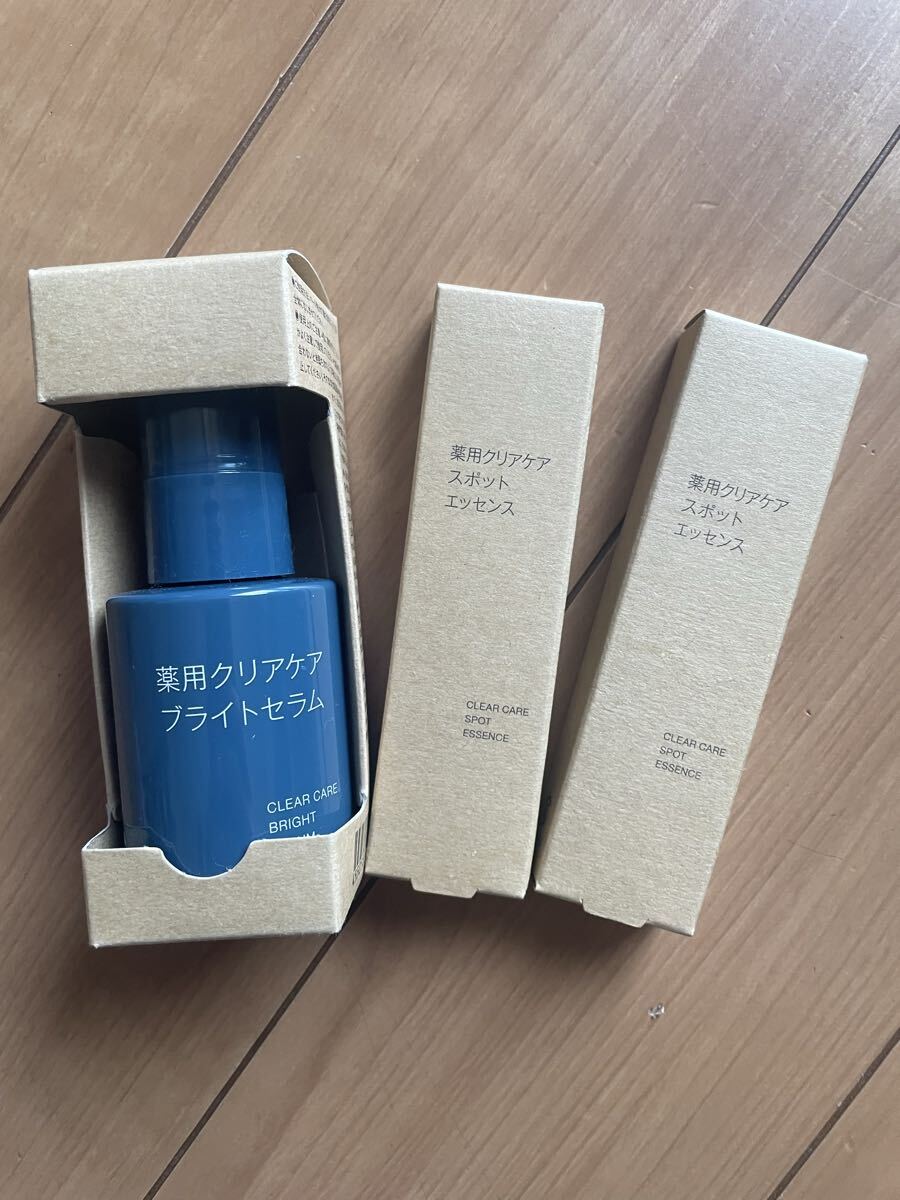 薬用クリアケア
ブライトセラム
CLEAR CARE
BRIGHT
薬用クリアケア
スポット
エッセンス
CLEAR CARE
SPOT
ESSENCE
薬用クリアケア
スポット
エッセンス
CLEAR CARE
SPOT
ESSENCE